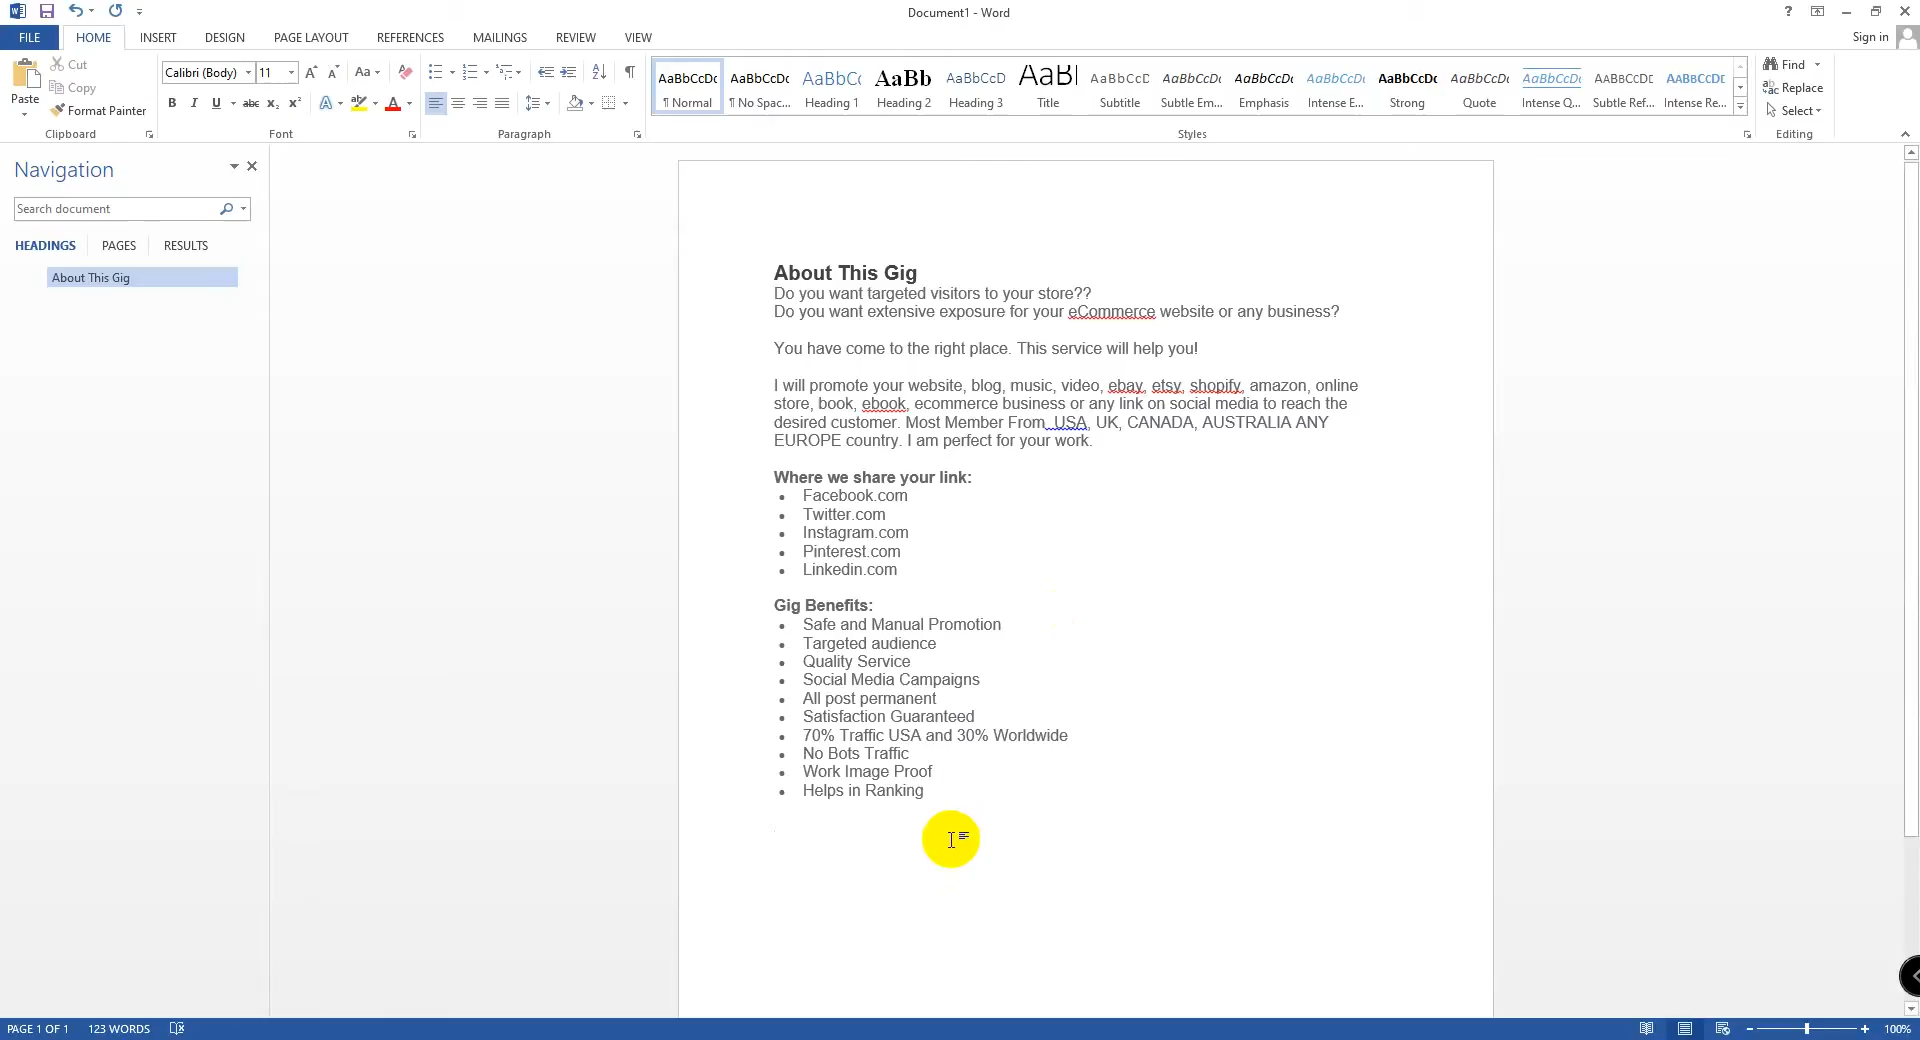 Document1 - Word
?
FILE HOME INSERT DESIGN PAGE LAYOUT REFERENCES MAILINGS REVIEW VIEW
Sign in
Paste
Cut
Copy
Format Painter
Clipboard
Calibri (Body) 11
Aa
B I U abc x₂ x²
A ab A
Font
Paragraph
AaBbCcDc AaBbCcDc AaBbCc AaBb AaBbCcD AaBl AaBbCcD AaBbCcDc AaBbCcDc AaBbCcDc AaBbCcDc AaBbCcDc AaBbCcDc AABBCCDE AABBCCDE
¶ Normal ¶ No Spac... Heading 1 Heading 2 Heading 3 Title Subtitle Subtle Em... Emphasis Intense E... Strong Quote Intense Q... Subtle Ref... Intense Re...
Styles
Find
Replace
Select
Editing
Navigation
Search document
HEADINGS PAGES RESULTS
About This Gig
About This Gig
Do you want targeted visitors to your store??
Do you want extensive exposure for your eCommerce website or any business?
You have come to the right place. This service will help you!
I will promote your website, blog, music, video, ebay, etsy, shopify, amazon, online
store, book, ebook, ecommerce business or any link on social media to reach the
desired customer. Most Member From  USA, UK, CANADA, AUSTRALIA ANY
EUROPE country. I am perfect for your work.
Where we share your link:
• Facebook.com
• Twitter.com
• Instagram.com
• Pinterest.com
• Linkedin.com
Gig Benefits:
• Safe and Manual Promotion
• Targeted audience
• Quality Service
• Social Media Campaigns
• All post permanent
• Satisfaction Guaranteed
• 70% Traffic USA and 30% Worldwide
• No Bots Traffic
• Work Image Proof
• Helps in Ranking
PAGE 1 OF 1 123 WORDS
100%